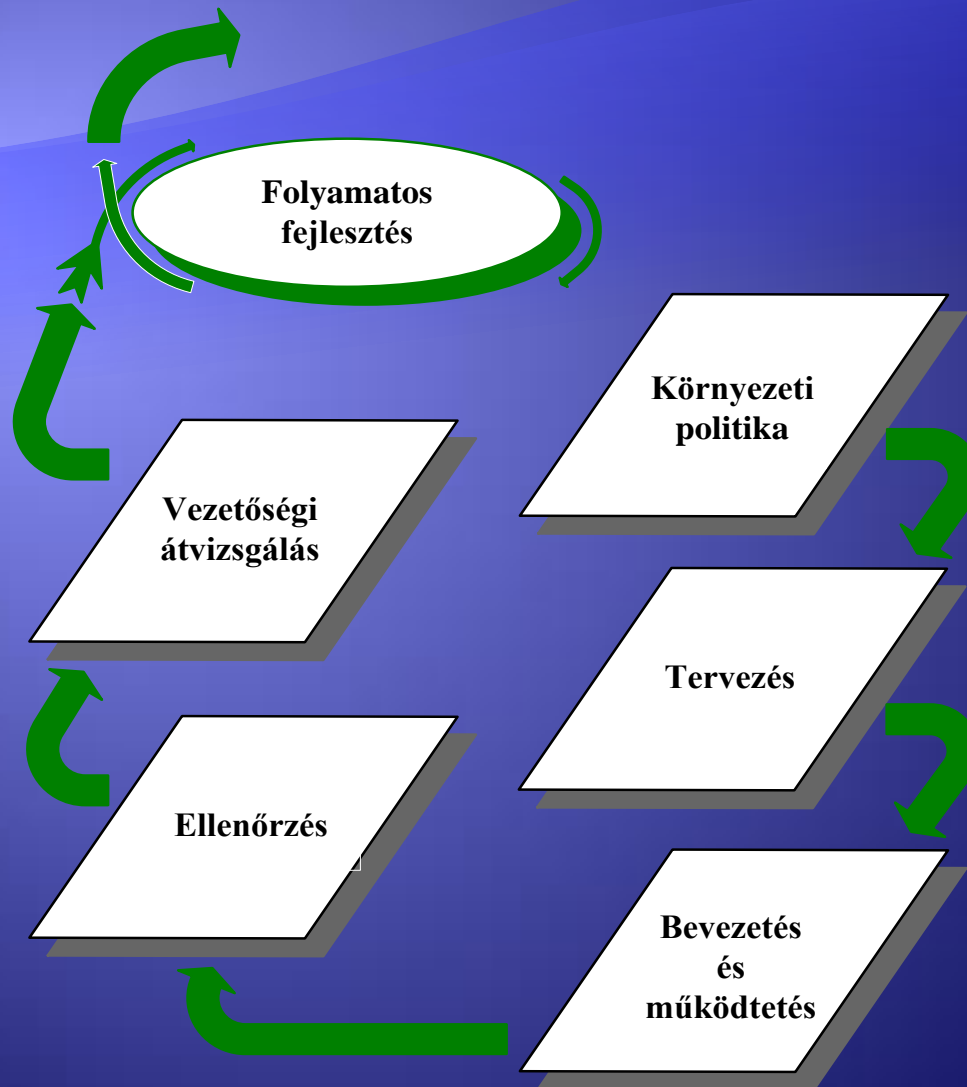 Folyamatos
fejlesztés
Környezeti
politika
Vezetőségi
átvizsgálás
Tervezés
Ellenőrzés
Bevezetés
és
működtetés